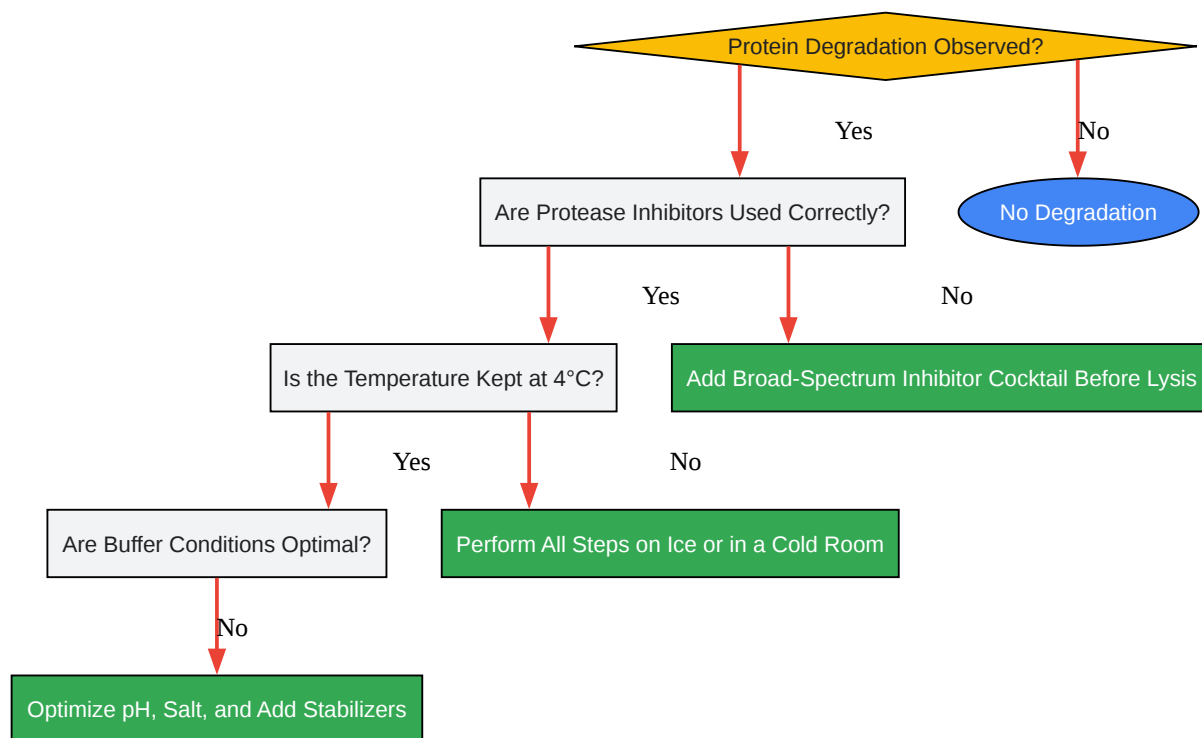 Protein Degradation Observed?
Yes
No
Are Protease Inhibitors Used Correctly?
No Degradation
Yes
No
Is the Temperature Kept at 4°C?
Add Broad-Spectrum Inhibitor Cocktail Before Lysis
Yes
No
Are Buffer Conditions Optimal?
Perform All Steps on Ice or in a Cold Room
No
Optimize pH, Salt, and Add Stabilizers